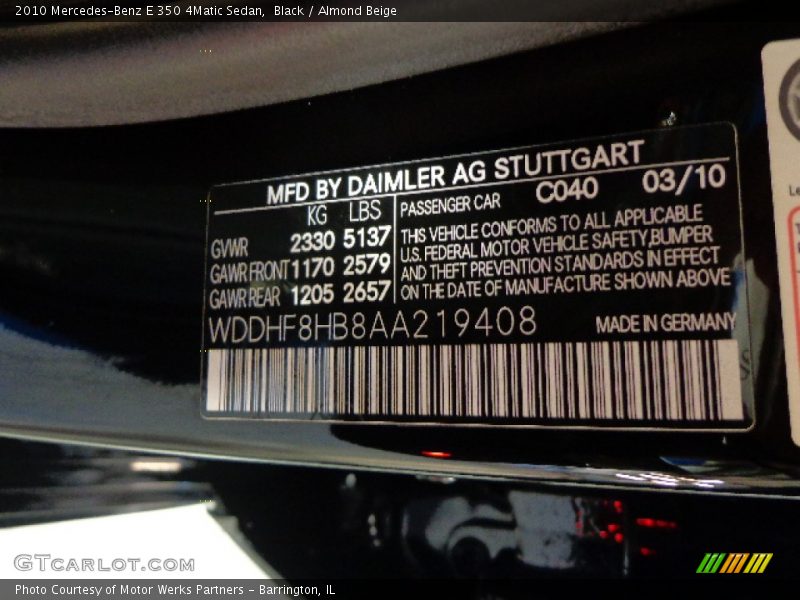 2010 Mercedes-Benz E 350 4Matic Sedan,  Black / Almond Beige
MFD BY DAIMLER AG STUTTGART
KG LBS PASSENGER CAR C040 03/10
GVWR 2330 5137
GAWR FRONT 1170 2579
GAWR REAR 1205 2657
THIS VEHICLE CONFORMS TO ALL APPLICABLE
U.S. FEDERAL MOTOR VEHICLE SAFETY,BUMPER
AND THEFT PREVENTION STANDARDS IN EFFECT
ON THE DATE OF MANUFACTURE SHOWN ABOVE
WDDHF8HB8AA219408 MADE IN GERMANY
GTCARLOT.COM
Photo Courtesy of Motor Werks Partners - Barrington, IL